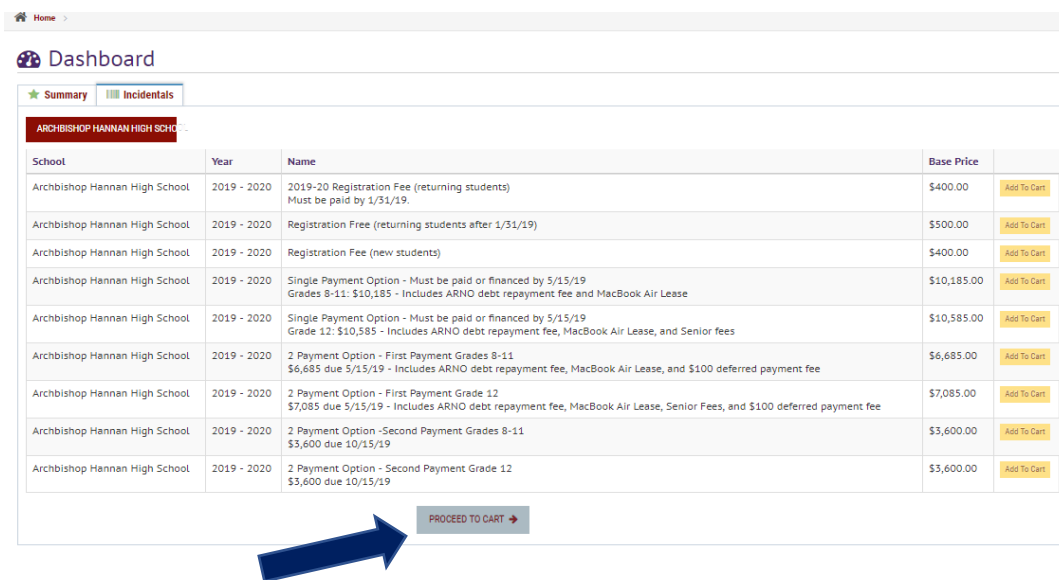 Home >
Dashboard
Summary
Incidentals
ARCHBISHOP HANNAN HIGH SCHO
School Year Name Base Price
Archbishop Hannan High School 2019 - 2020 2019-20 Registration Fee (returning students) $400.00 Add To Cart
Must be paid by 1/31/19.
Archbishop Hannan High School 2019 - 2020 Registration Free (returning students after 1/31/19) $500.00 Add To Cart
Archbishop Hannan High School 2019 - 2020 Registration Fee (new students) $400.00 Add To Cart
Archbishop Hannan High School 2019 - 2020 Single Payment Option - Must be paid or financed by 5/15/19 $10,185.00 Add To Cart
Grades 8-11: $10,185 - Includes ARNO debt repayment fee and MacBook Air Lease
Archbishop Hannan High School 2019 - 2020 Single Payment Option - Must be paid or financed by 5/15/19 $10,585.00 Add To Cart
Grade 12: $10,585 - Includes ARNO debt repayment fee, MacBook Air Lease, and Senior fees
Archbishop Hannan High School 2019 - 2020 2 Payment Option - First Payment Grades 8-11 $6,685.00 Add To Cart
$6,685 due 5/15/19 - Includes ARNO debt repayment fee, MacBook Air Lease, and $100 deferred payment fee
Archbishop Hannan High School 2019 - 2020 2 Payment Option - First Payment Grade 12 $7,085.00 Add To Cart
$7,085 due 5/15/19 - Includes ARNO debt repayment fee, MacBook Air Lease, Senior Fees, and $100 deferred payment fee
Archbishop Hannan High School 2019 - 2020 2 Payment Option -Second Payment Grades 8-11 $3,600.00 Add To Cart
$3,600 due 10/15/19
Archbishop Hannan High School 2019 - 2020 2 Payment Option - Second Payment Grade 12 $3,600.00 Add To Cart
$3,600 due 10/15/19
PROCEED TO CART →